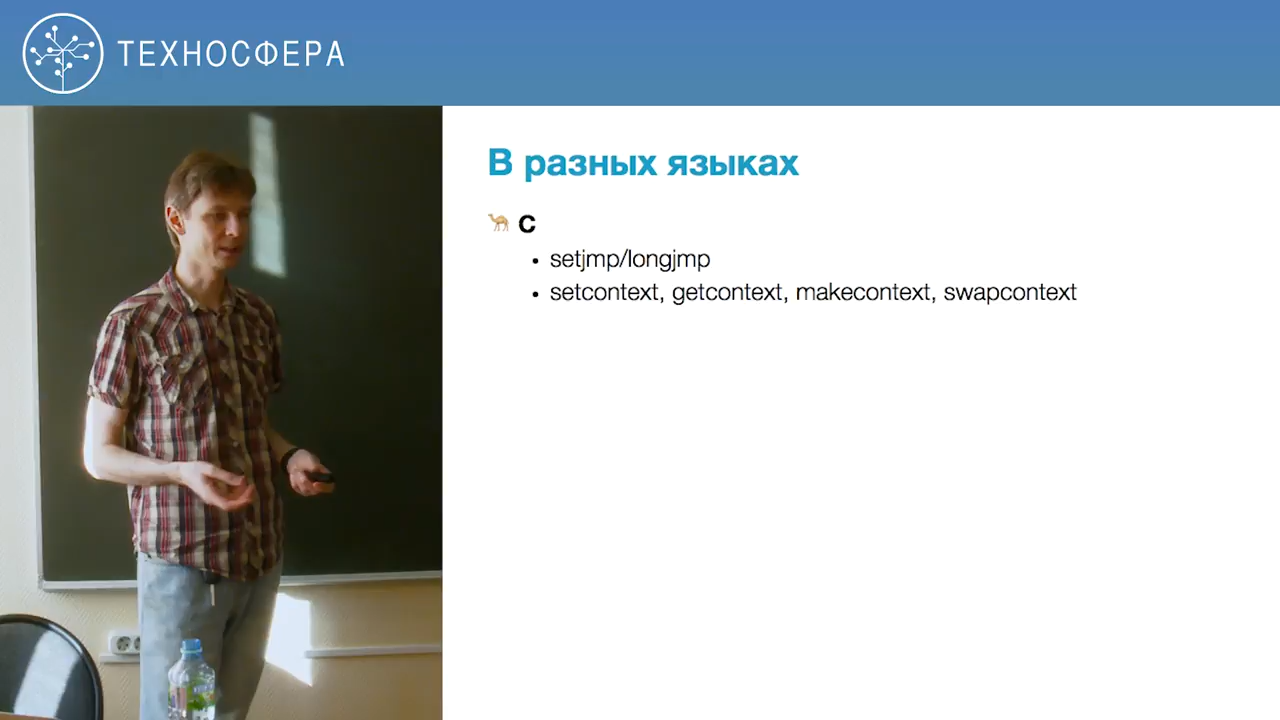 ТЕХНОСФЕРА
В разных языках
C
setjmp/longjmp
setcontext, getcontext, makecontext, swapcontext